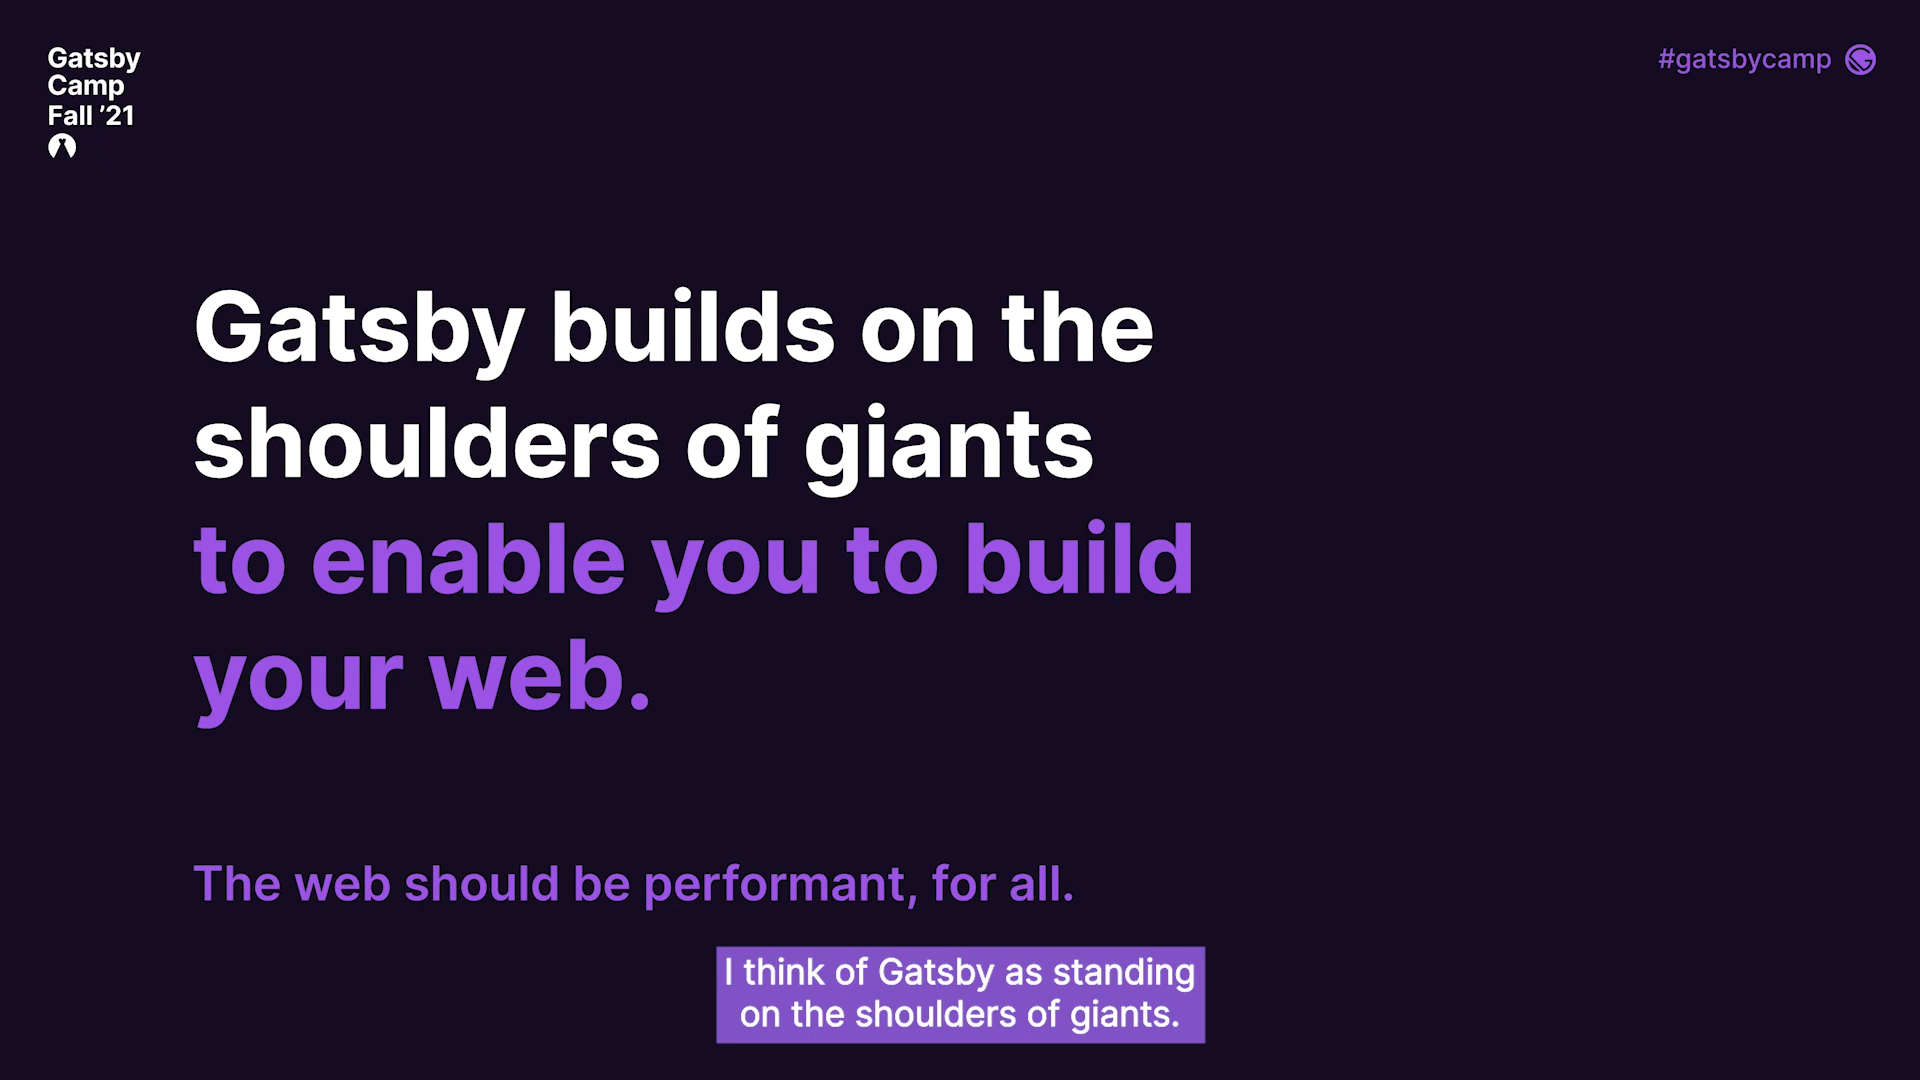 Gatsby
Camp
Fall ’21
#gatsbycamp
Gatsby builds on the
shoulders of giants
to enable you to build
your web.
The web should be performant, for all.
I think of Gatsby as standing
on the shoulders of giants.